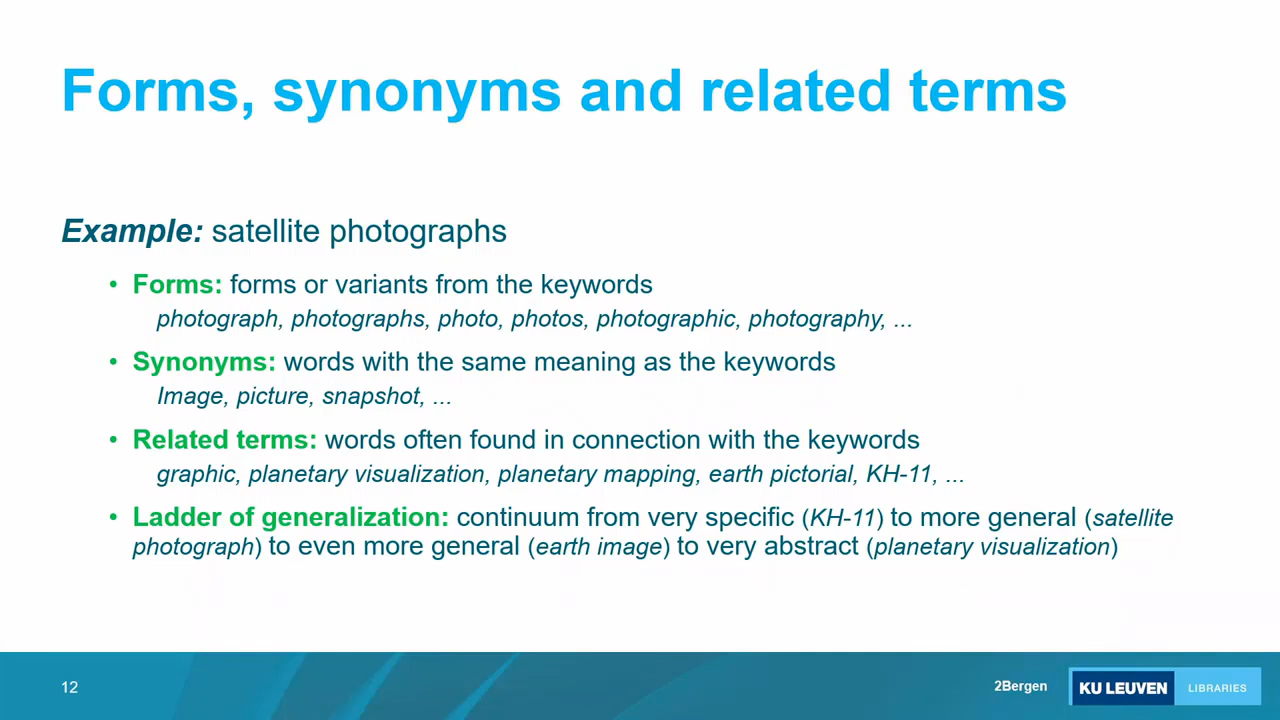 Forms, synonyms and related terms
Example: satellite photographs
• Forms: forms or variants from the keywords
photograph, photographs, photo, photos, photographic, photography, ...
• Synonyms: words with the same meaning as the keywords
Image, picture, snapshot, ...
• Related terms: words often found in connection with the keywords
graphic, planetary visualization, planetary mapping, earth pictorial, KH-11, ...
• Ladder of generalization: continuum from very specific (KH-11) to more general (satellite
photograph) to even more general (earth image) to very abstract (planetary visualization)
12
2Bergen
KU LEUVEN
LIBRARIES